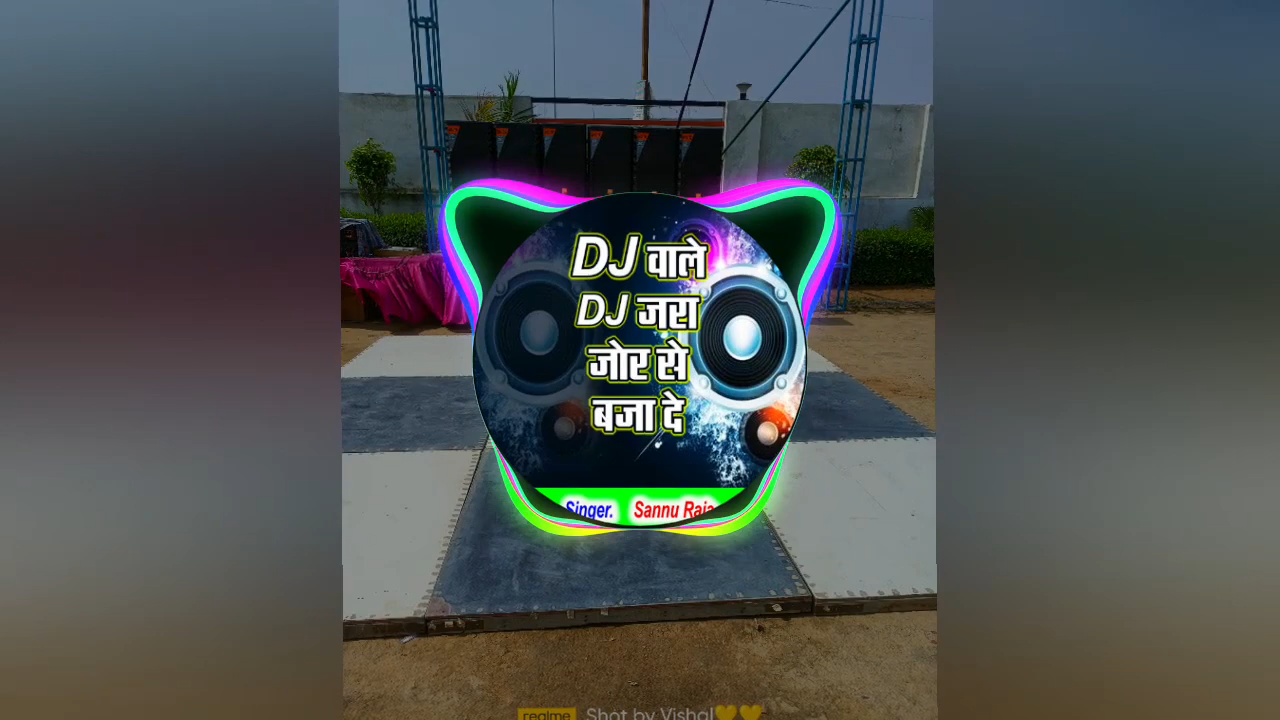 DJ वाले
DJ जरा
जोर से
बजा दे
Singer. Sannu Raja
realme Shot by Vishal💛💛